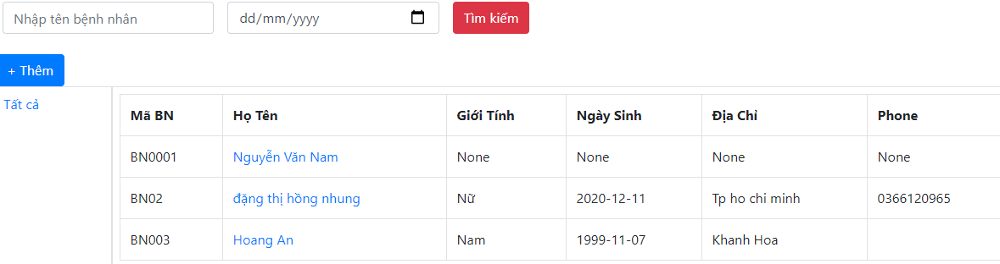 Nhập tên bệnh nhân dd/mm/yyyy Tìm kiếm
+ Thêm
Tất cả
Mã BN Họ Tên Giới Tính Ngày Sinh Địa Chỉ Phone
BN0001 Nguyễn Văn Nam None None None None
BN02 đặng thị hồng nhung Nữ 2020-12-11 Tp ho chi minh 0366120965
BN003 Hoang An Nam 1999-11-07 Khanh Hoa